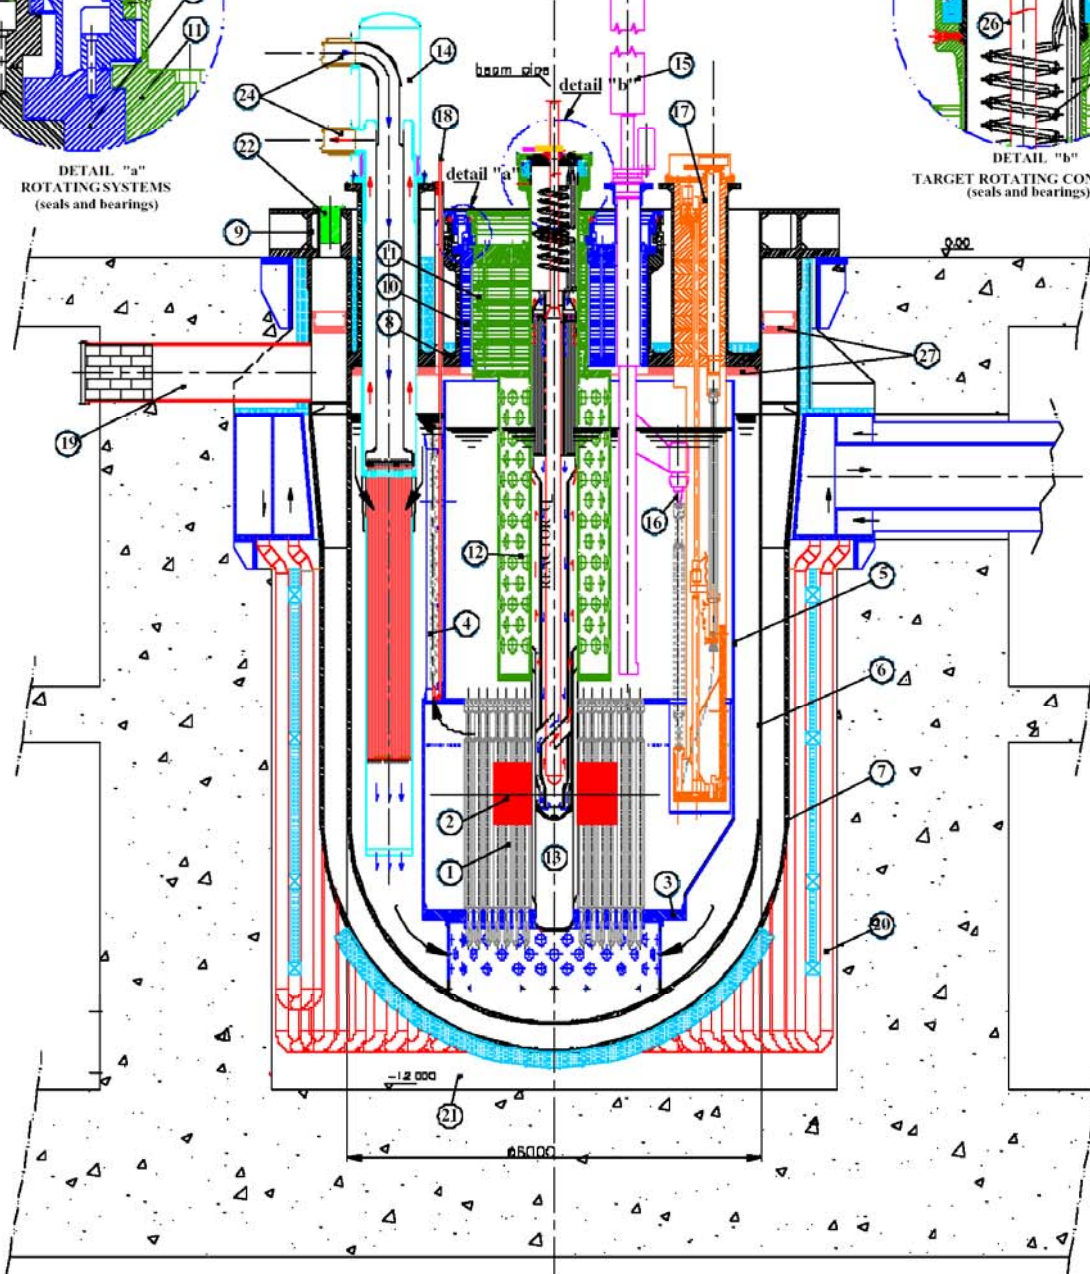 11
DETAIL "a"
ROTATING SYSTEMS
(seals and bearings)
26
DETAIL "b"
TARGET ROTATING CON
(seals and bearings)
14
24
22
18
9
beam pipe
detail "b"
15
17
detail "a"
0.00
11
10
8
27
19
16
12
REACTOR CL
5
4
6
7
2
1
13
3
20
-12 000
21